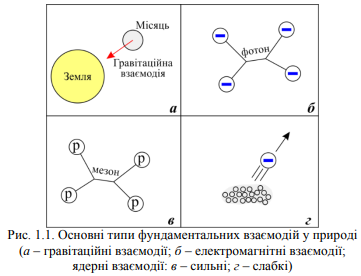 Місяць
Земля
Гравітаційна
взаємодія
а
фотон
б
р
р
мезон
р
р
в
г
Рис. 1.1. Основні типи фундаментальних взаємодій у природі
(а – гравітаційні взаємодії; б – електромагнітні взаємодії;
ядерні взаємодії: в – сильні; г – слабкі)